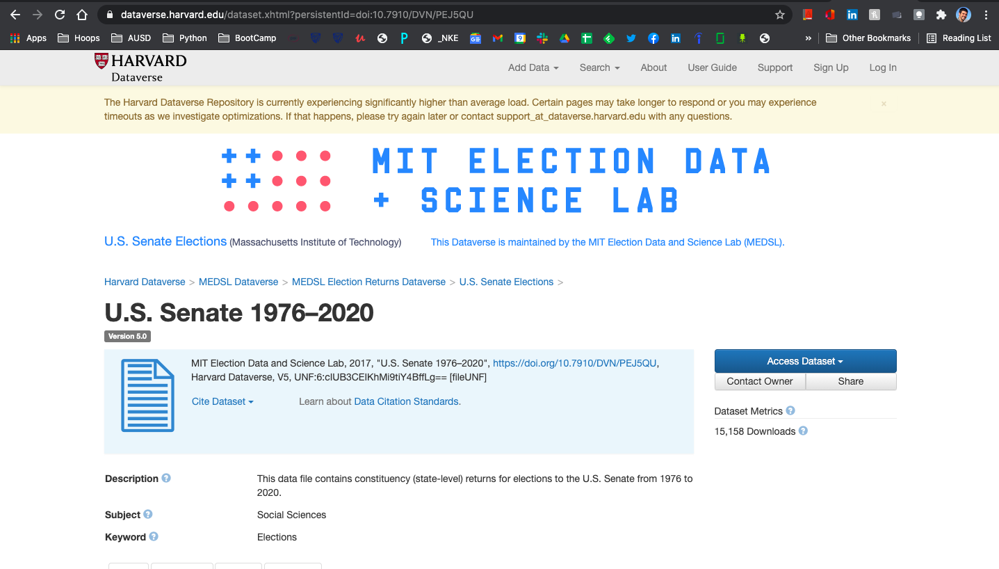 dataverse.harvard.edu/dataset.xhtml?persistentId=doi:10.7910/DVN/PEJ5QU
Apps Hoops AUSD Python BootCamp _NKE » Other Bookmarks Reading List
HARVARD
Dataverse
Add Data Search About User Guide Support Sign Up Log In
The Harvard Dataverse Repository is currently experiencing significantly higher than average load. Certain pages may take longer to respond or you may experience
timeouts as we investigate optimizations. If that happens, please try again later or contact support_at_dataverse.harvard.edu with any questions.
×
MIT ELECTION DATA
+ SCIENCE LAB
U.S. Senate Elections (Massachusetts Institute of Technology) This Dataverse is maintained by the MIT Election Data and Science Lab (MEDSL).
Harvard Dataverse > MEDSL Dataverse > MEDSL Election Returns Dataverse > U.S. Senate Elections >
U.S. Senate 1976–2020
Version 5.0
MIT Election Data and Science Lab, 2017, "U.S. Senate 1976–2020", https://doi.org/10.7910/DVN/PEJ5QU,
Harvard Dataverse, V5, UNF:6:cIUB3CEIKhMi9tiY4BffLg== [fileUNF]
Cite Dataset Learn about Data Citation Standards.
Access Dataset
Contact Owner Share
Dataset Metrics ?
15,158 Downloads ?
Description ? This data file contains constituency (state-level) returns for elections to the U.S. Senate from 1976 to
2020.
Subject ? Social Sciences
Keyword ? Elections